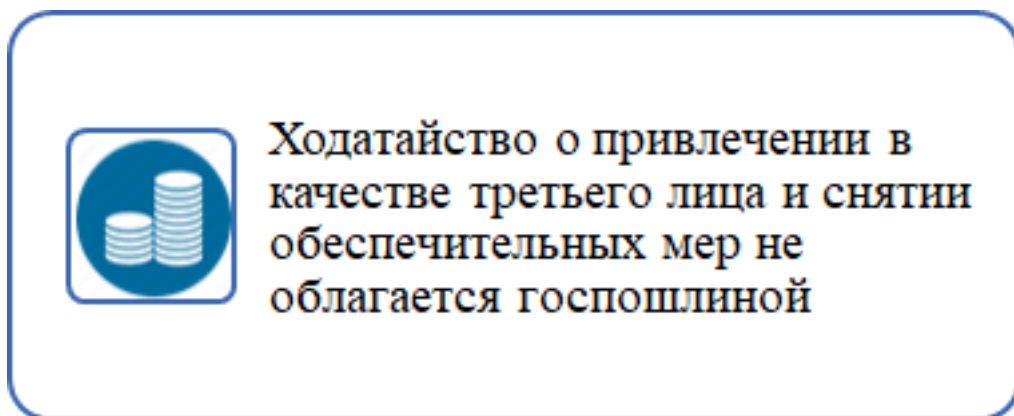 Ходатайство о привлечении в
качестве третьего лица и снятии
обеспечительных мер не
облагается госпошлиной